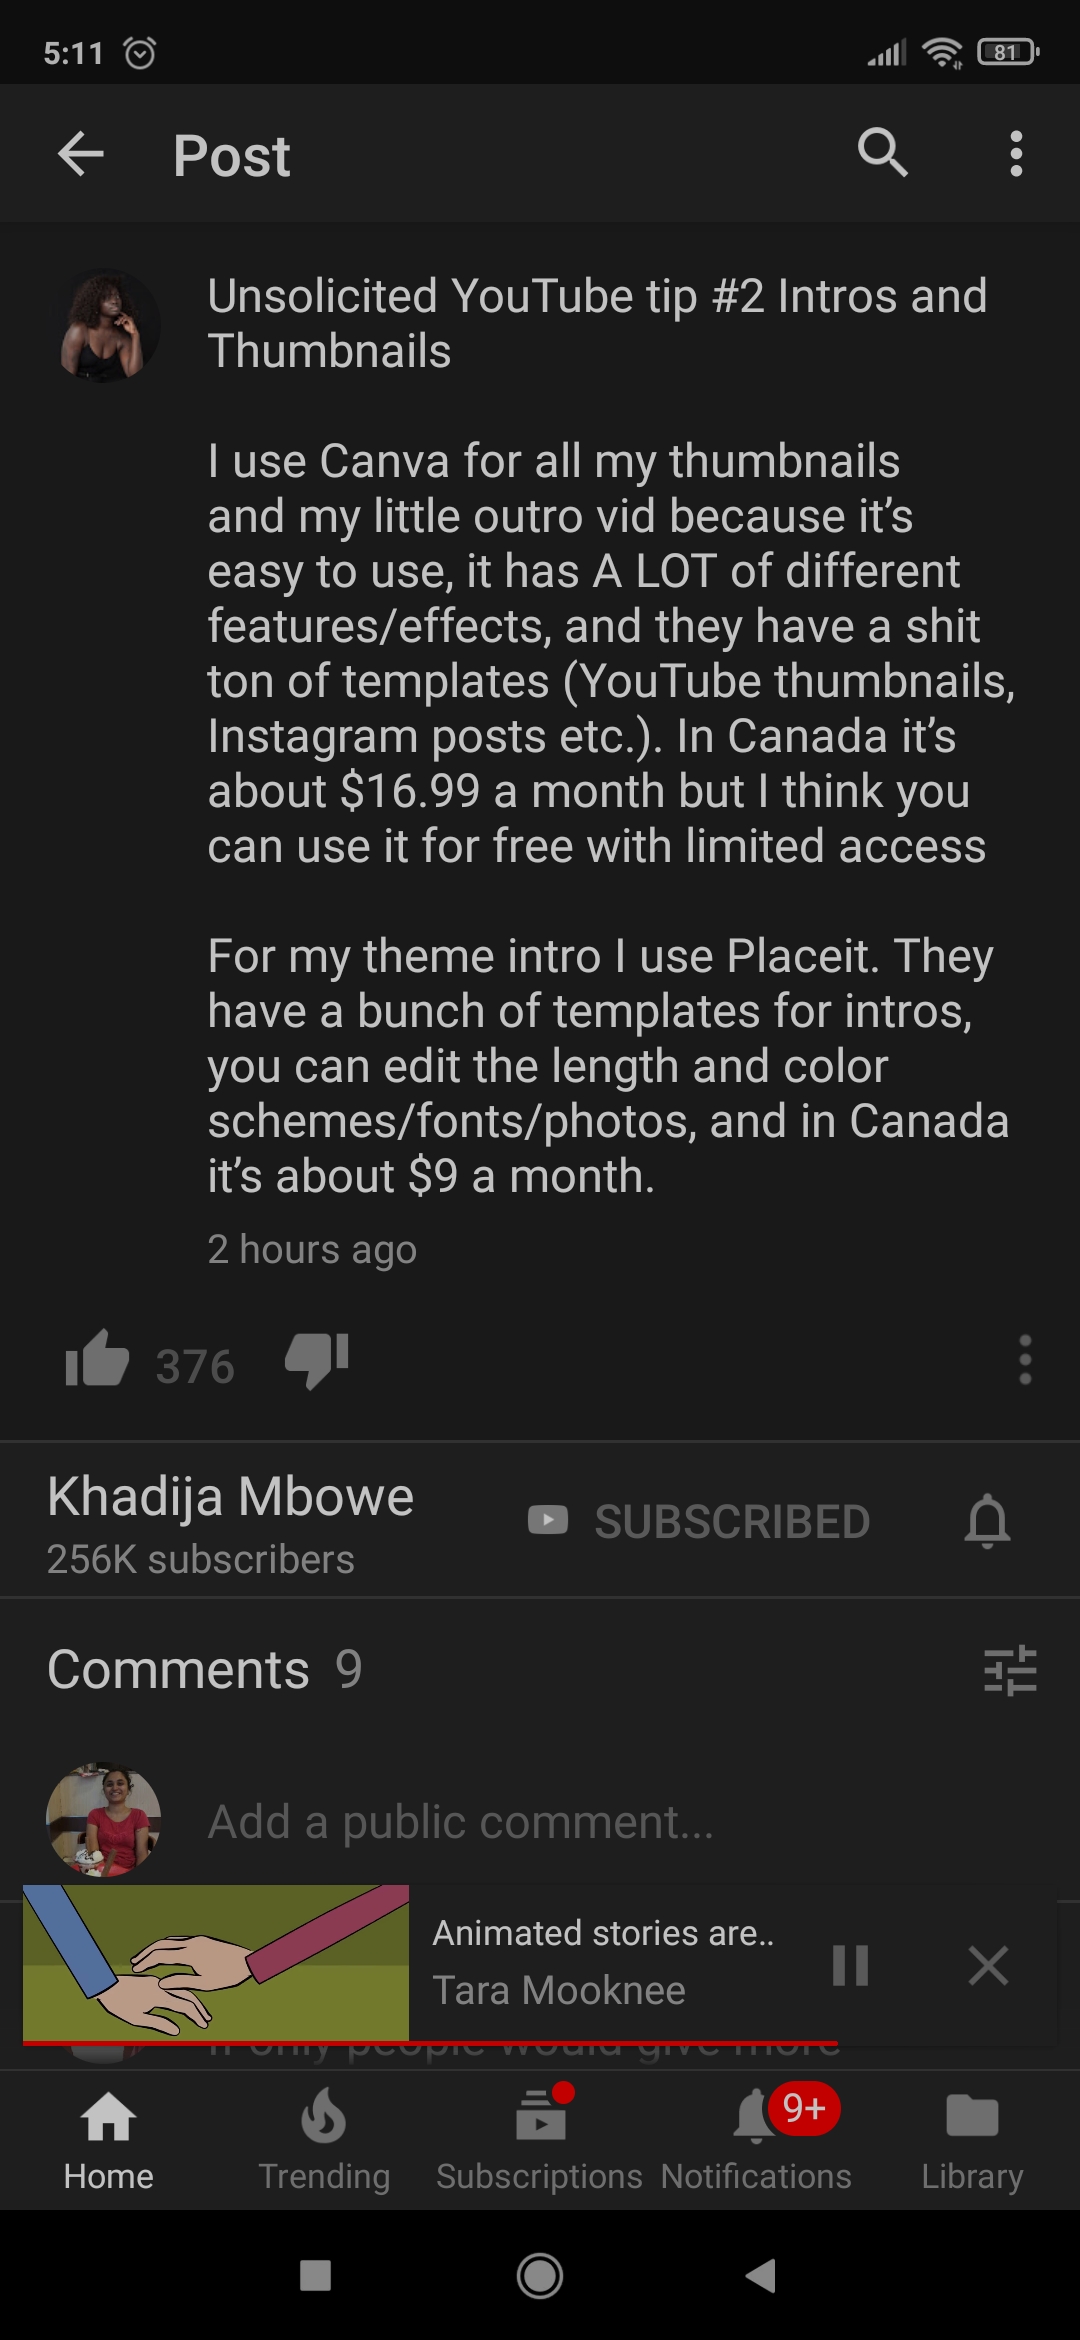 5:11
81
Post
Unsolicited YouTube tip #2 Intros and
Thumbnails
I use Canva for all my thumbnails
and my little outro vid because it’s
easy to use, it has A LOT of different
features/effects, and they have a shit
ton of templates (YouTube thumbnails,
Instagram posts etc.). In Canada it’s
about $16.99 a month but I think you
can use it for free with limited access
For my theme intro I use Placeit. They
have a bunch of templates for intros,
you can edit the length and color
schemes/fonts/photos, and in Canada
it’s about $9 a month.
2 hours ago
376
Khadija Mbowe
SUBSCRIBED
256K subscribers
Comments 9
Add a public comment...
Animated stories are..
Tara Mooknee
If only people would give more
9+
Home
Trending
Subscriptions
Notifications
Library